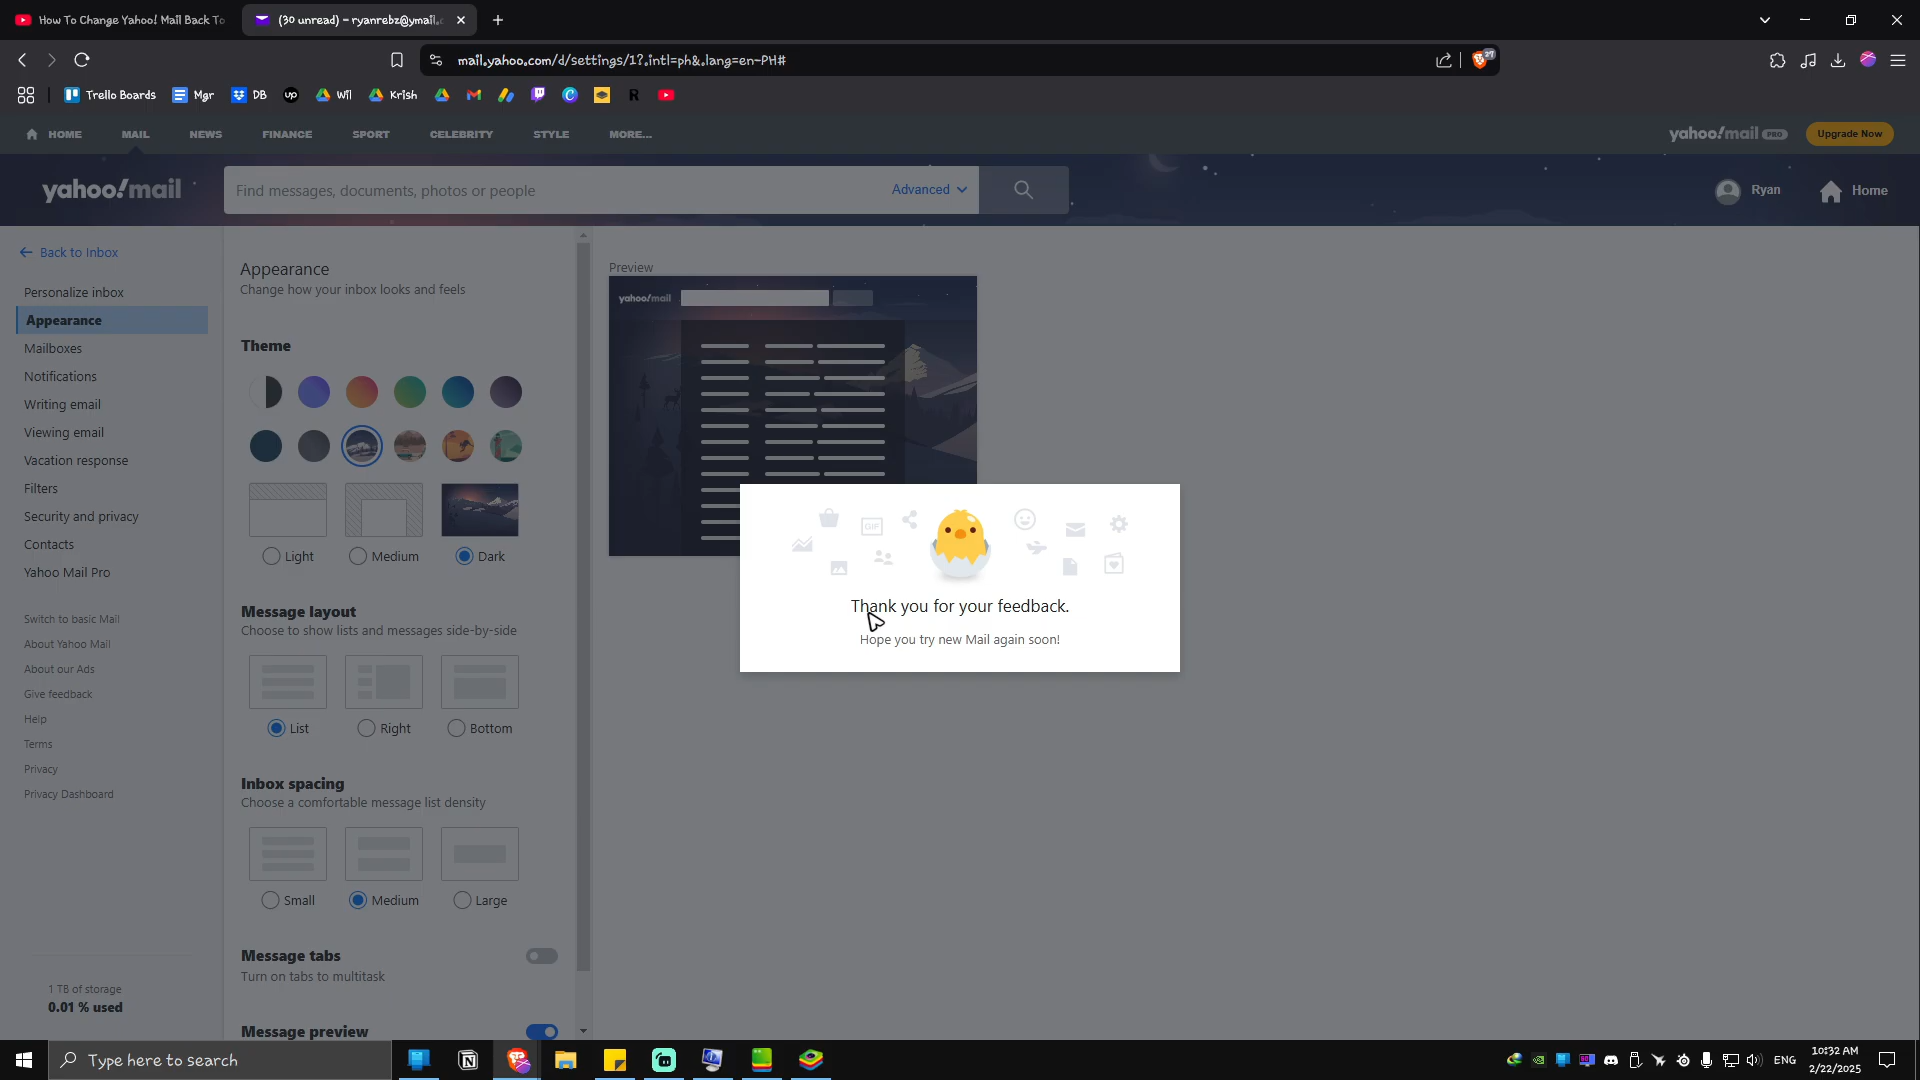 How To Change Yahoo! Mail Back To
(30 unread) - ryanrebz@ymail.c
mail.yahoo.com/d/settings/1?.intl=ph&.lang=en-PH#
27
Trello Boards
Mgr
DB
up
Wil
Krish
R
HOME
MAIL
NEWS
FINANCE
SPORT
CELEBRITY
STYLE
MORE...
yahoo!mail PRO
Upgrade Now
yahoo!mail
Find messages, documents, photos or people
Advanced
Ryan
Home
Back to Inbox
Personalize inbox
Appearance
Mailboxes
Notifications
Writing email
Viewing email
Vacation response
Filters
Security and privacy
Contacts
Yahoo Mail Pro
Switch to basic Mail
About Yahoo Mail
About our Ads
Give feedback
Help
Terms
Privacy
Privacy Dashboard
1 TB of storage
0.01 % used
Appearance
Change how your inbox looks and feels
Theme
Light
Medium
Dark
Message layout
Choose to show lists and messages side-by-side
List
Right
Bottom
Inbox spacing
Choose a comfortable message list density
Small
Medium
Large
Message tabs
Turn on tabs to multitask
Message preview
Preview
yahoo!mail
GIF
Thank you for your feedback.
Hope you try new Mail again soon!
Type here to search
ENG
10:32 AM
2/22/2025